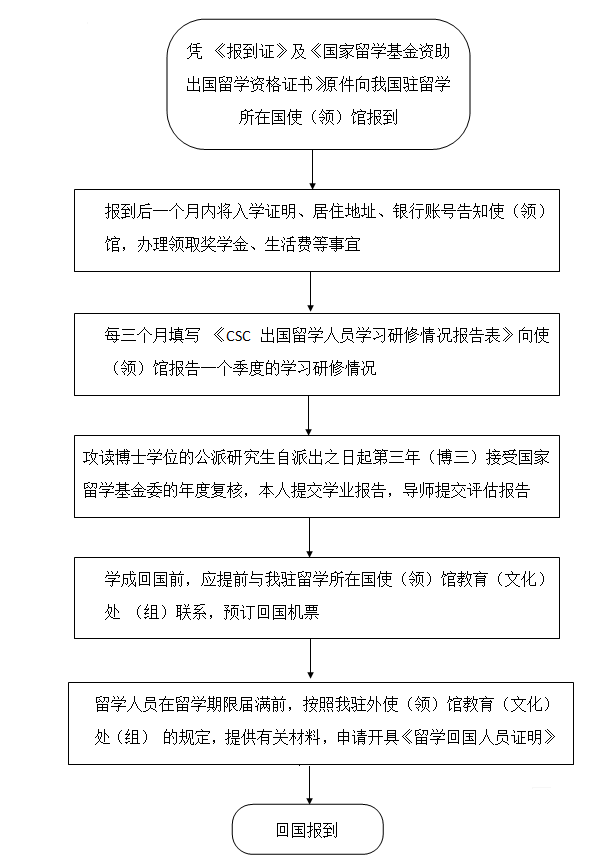 凭 《报到证》及《国家留学基金资助
出国留学资格证书》原件向我国驻留学
所在国使（领）馆报到
报到后一个月内将入学证明、居住地址、银行账号告知使（领）
馆，办理领取奖学金、生活费等事宜
每三个月填写 《CSC 出国留学人员学习研修情况报告表》向使
（领）馆报告一个季度的学习研修情况
攻读博士学位的公派研究生自派出之日起第三年（博三）接受国家
留学基金委的年度复核，本人提交学业报告，导师提交评估报告
学成回国前，应提前与我驻留学所在国使（领）馆教育（文化）
处 （组）联系，预订回国机票
留学人员在留学期限届满前，按照我驻外使（领）馆教育（文化）
处（组） 的规定，提供有关材料，申请开具《留学回国人员证明》
回国报到